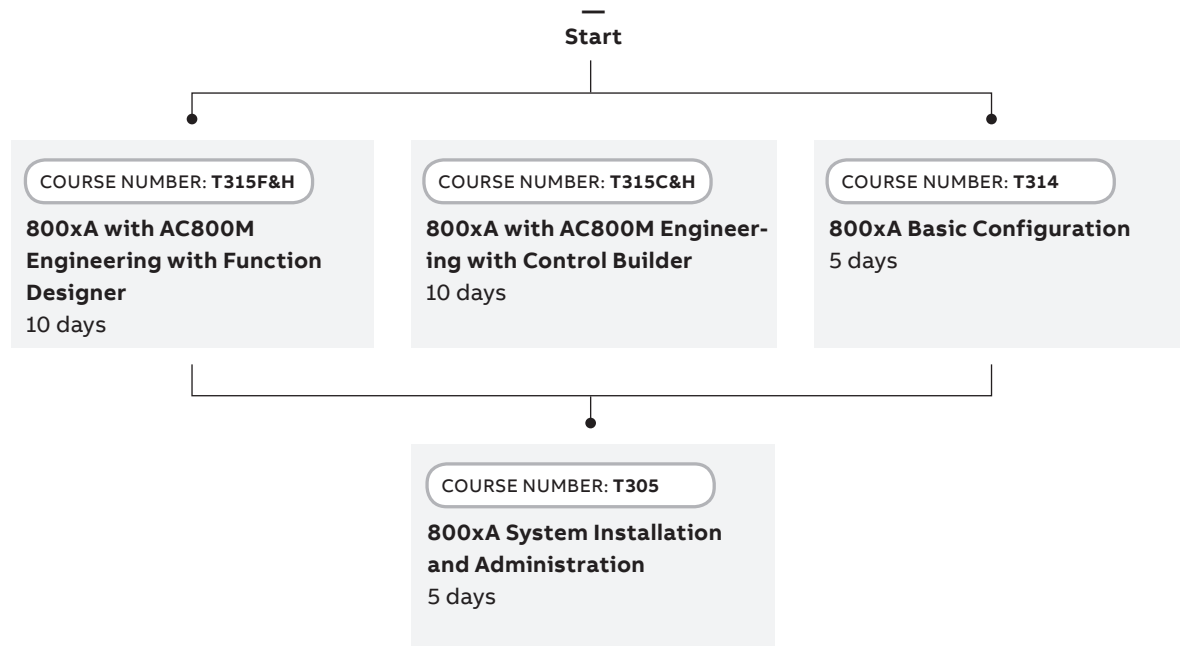 Start
COURSE NUMBER: T315F&H
800xA with AC800M
Engineering with Function
Designer
10 days
COURSE NUMBER: T315C&H
800xA with AC800M Engineer-
ing with Control Builder
10 days
COURSE NUMBER: T314
800xA Basic Configuration
5 days
COURSE NUMBER: T305
800xA System Installation
and Administration
5 days